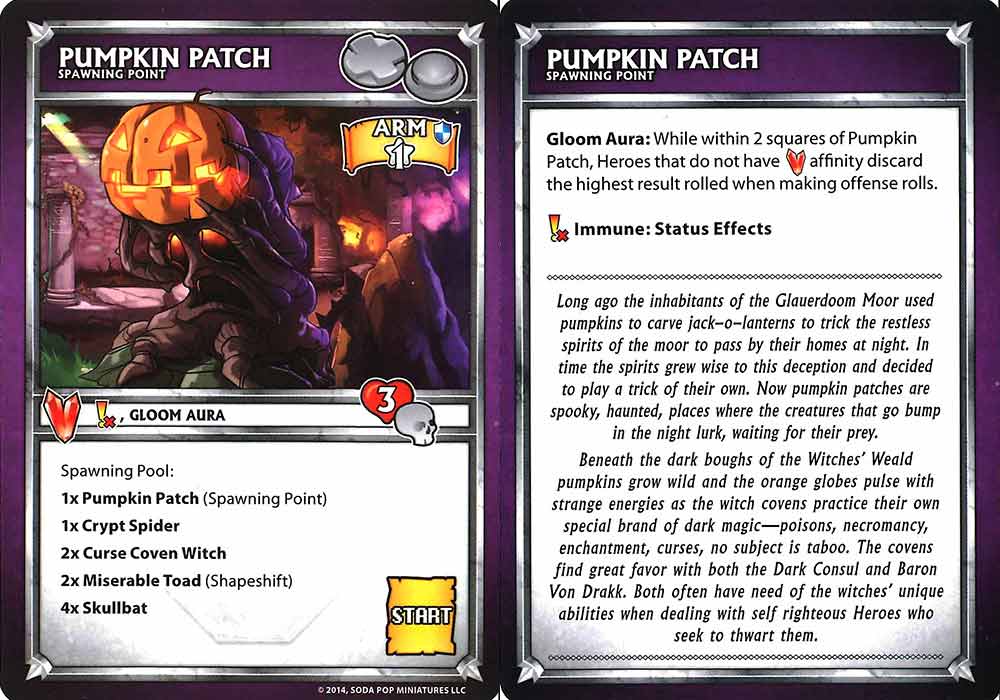 PUMPKIN PATCH
SPAWNING POINT
ARM
1
, GLOOM AURA
3
Spawning Pool:
1x Pumpkin Patch (Spawning Point)
1x Crypt Spider
2x Curse Coven Witch
2x Miserable Toad (Shapeshift)
4x Skullbat
START
© 2014, SODA POP MINIATURES LLC
PUMPKIN PATCH
SPAWNING POINT
Gloom Aura: While within 2 squares of Pumpkin
Patch, Heroes that do not have affinity discard
the highest result rolled when making offense rolls.
Immune: Status Effects
Long ago the inhabitants of the Glauerdoom Moor used
pumpkins to carve jack-o-lanterns to trick the restless
spirits of the moor to pass by their homes at night. In
time the spirits grew wise to this deception and decided
to play a trick of their own. Now pumpkin patches are
spooky, haunted, places where the creatures that go bump
in the night lurk, waiting for their prey.
Beneath the dark boughs of the Witches' Weald
pumpkins grow wild and the orange globes pulse with
strange energies as the witch covens practice their own
special brand of dark magic—poisons, necromancy,
enchantment, curses, no subject is taboo. The covens
find great favor with both the Dark Consul and Baron
Von Drakk. Both often have need of the witches' unique
abilities when dealing with self righteous Heroes who
seek to thwart them.